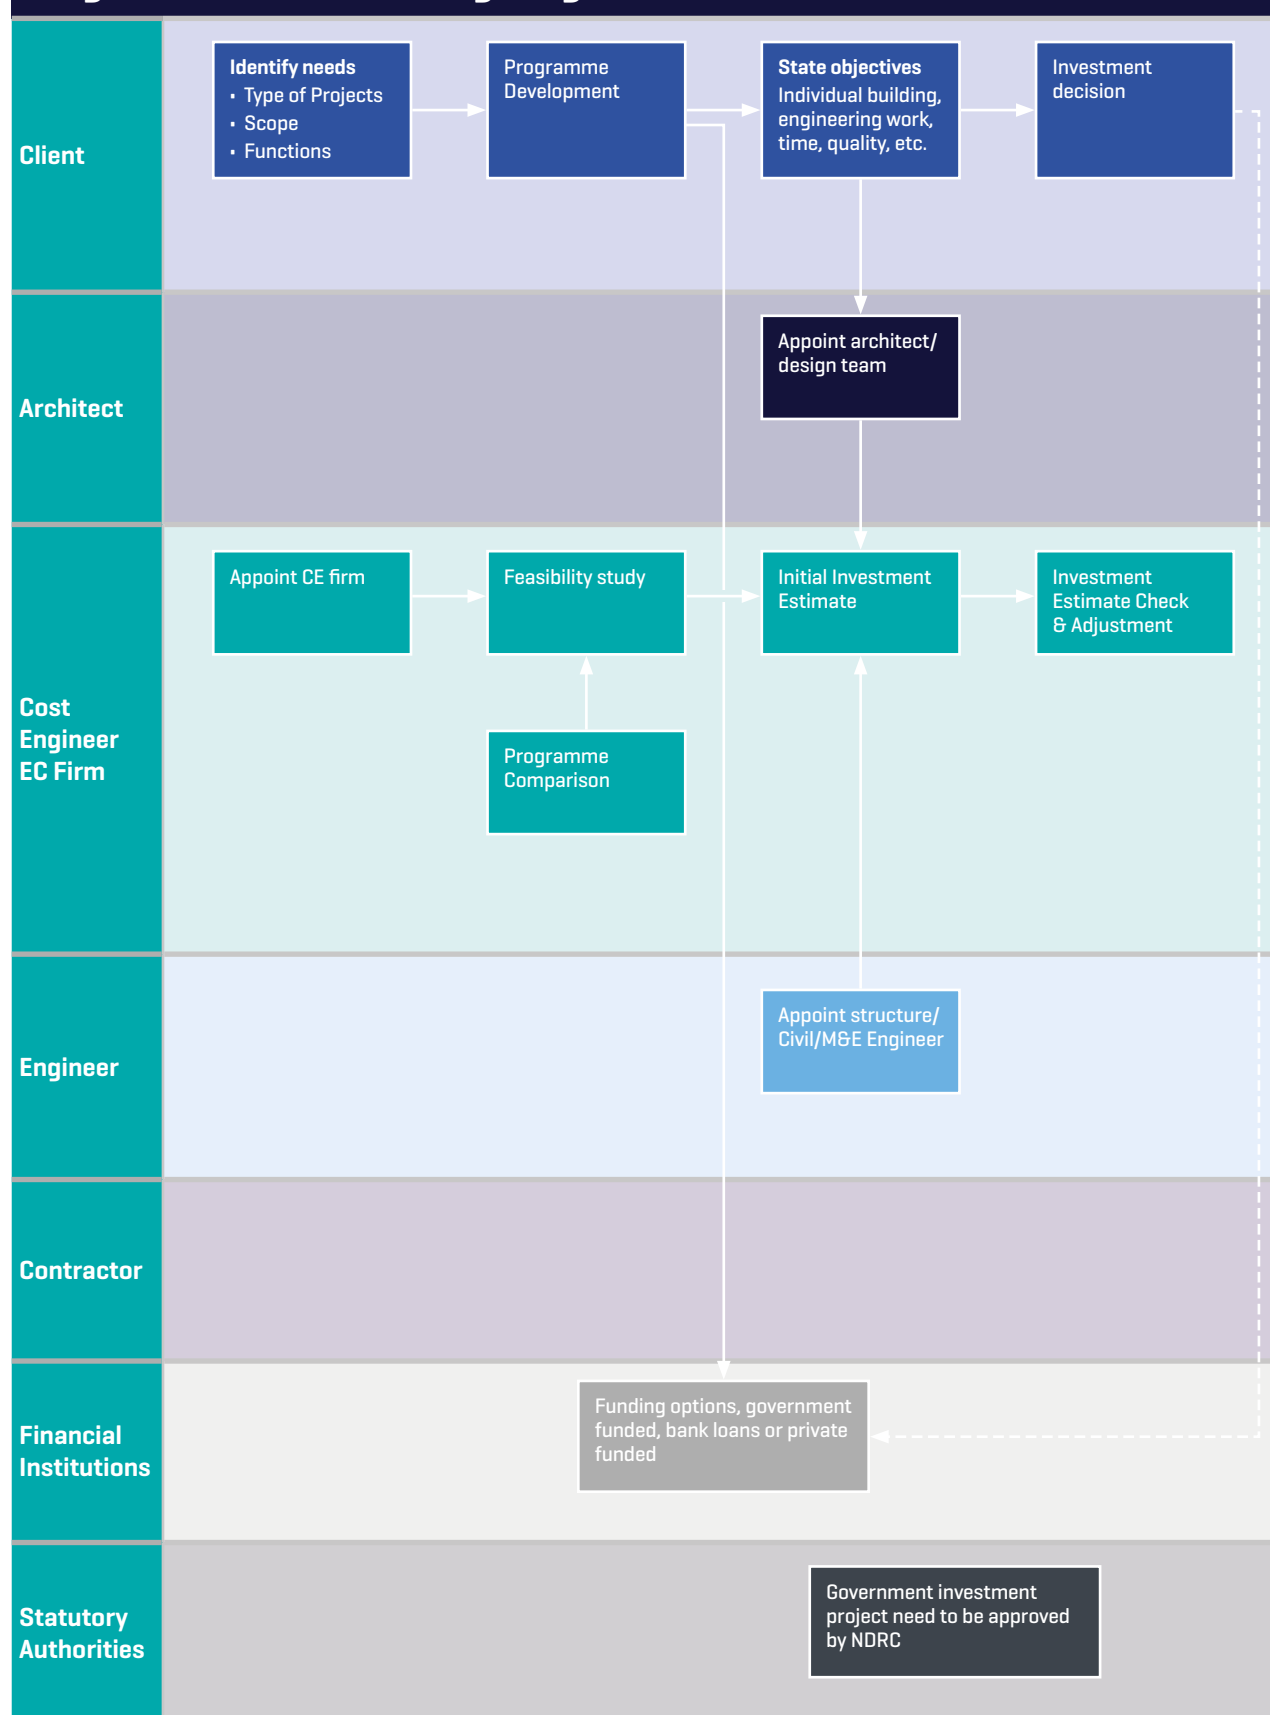 Client
Identify needs
• Type of Projects
• Scope
• Functions
Programme
Development
State objectives
Individual building,
engineering work,
time, quality, etc.
Investment
decision
Architect
Appoint architect/
design team
Cost
Engineer
EC Firm
Appoint CE firm
Feasibility study
Initial Investment
Estimate
Investment
Estimate Check
& Adjustment
Programme
Comparison
Engineer
Appoint structure/
Civil/M&E Engineer
Contractor
Financial
Institutions
Funding options, government
funded, bank loans or private
funded
Statutory
Authorities
Government investment
project need to be approved
by NDRC